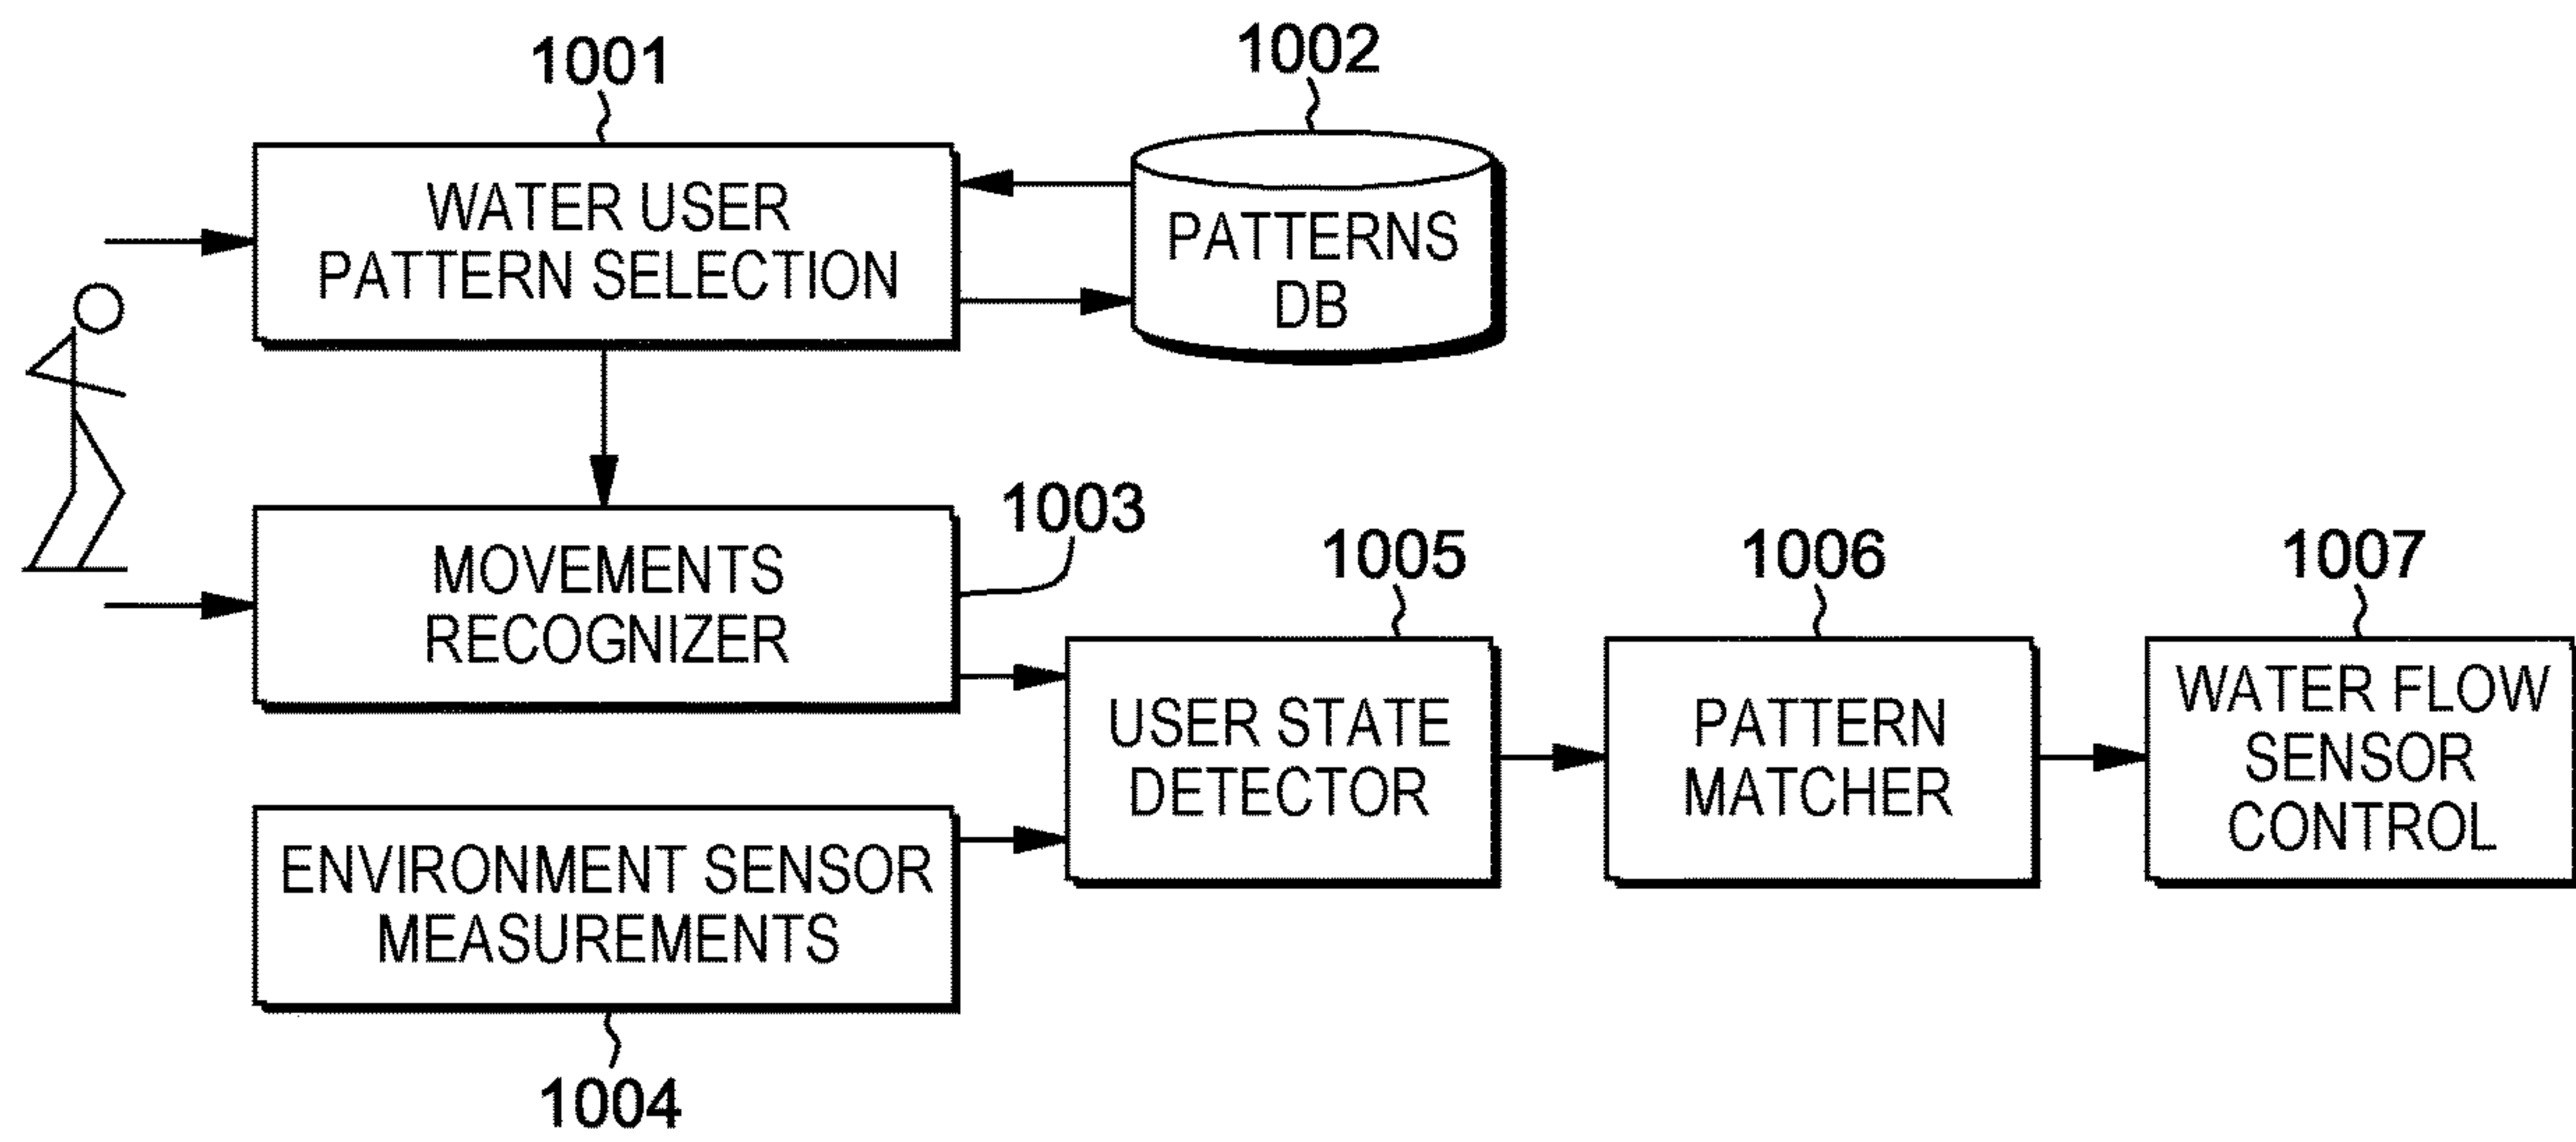 1001
WATER USER
PATTERN SELECTION
1002
PATTERNS
DB
MOVEMENTS
RECOGNIZER
1003
ENVIRONMENT SENSOR
MEASUREMENTS
1004
1005
USER STATE
DETECTOR
1006
PATTERN
MATCHER
1007
WATER FLOW
SENSOR
CONTROL